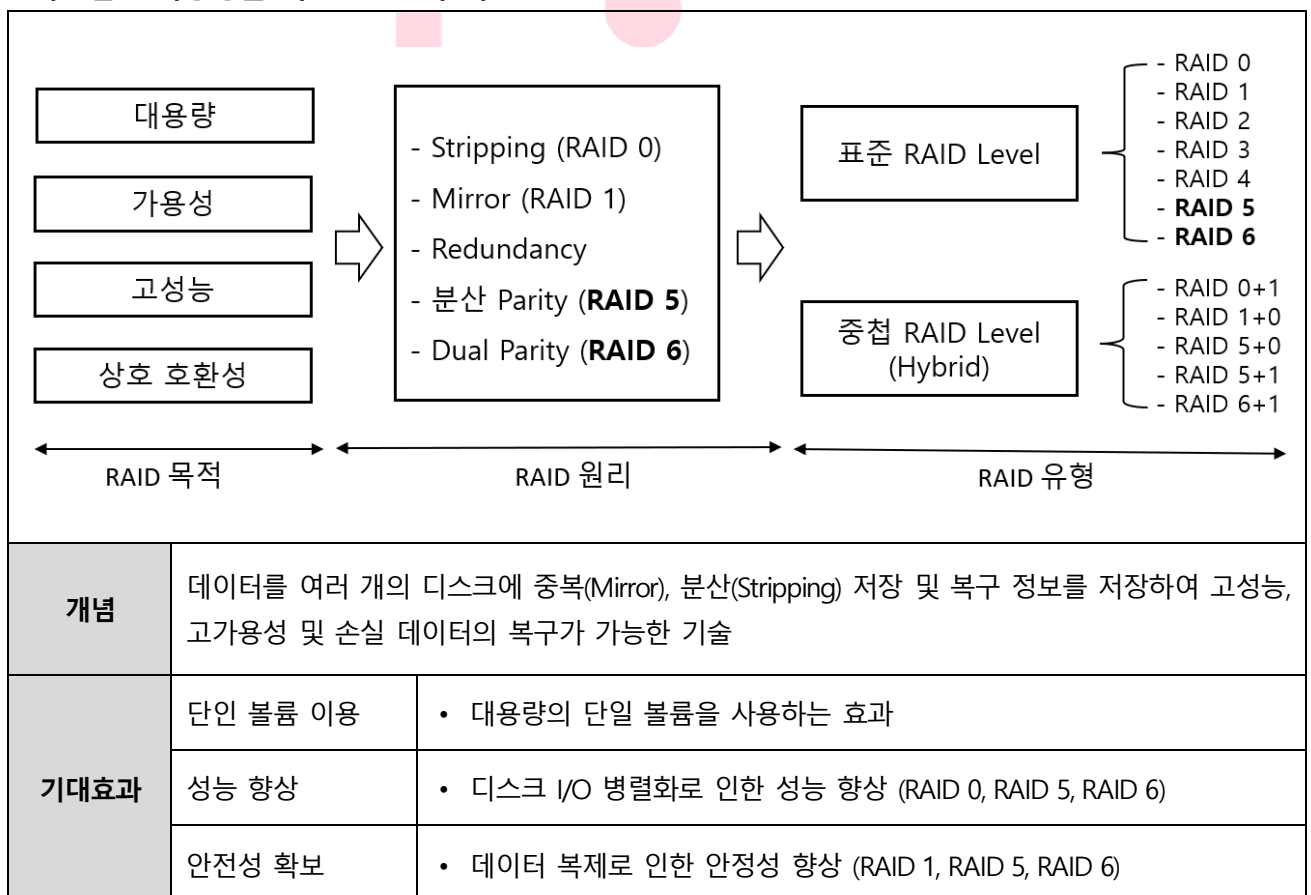 대용량
가용성
고성능
상호 호환성
- Stripping (RAID 0)
- Mirror (RAID 1)
- Redundancy
- 분산 Parity (RAID 5)
- Dual Parity (RAID 6)
표준 RAID Level
- RAID 0
- RAID 1
- RAID 2
- RAID 3
- RAID 4
- RAID 5
- RAID 6
중첩 RAID Level
(Hybrid)
- RAID 0+1
- RAID 1+0
- RAID 5+0
- RAID 5+1
- RAID 6+1
RAID 목적
RAID 원리
RAID 유형
개념
데이터를 여러 개의 디스크에 중복(Mirror), 분산(Stripping) 저장 및 복구 정보를 저장하여 고성능,
고가용성 및 손실 데이터의 복구가 가능한 기술
기대효과
단인 볼륨 이용
• 대용량의 단일 볼륨을 사용하는 효과
성능 향상
• 디스크 I/O 병렬화로 인한 성능 향상 (RAID 0, RAID 5, RAID 6)
안전성 확보
• 데이터 복제로 인한 안정성 향상 (RAID 1, RAID 5, RAID 6)